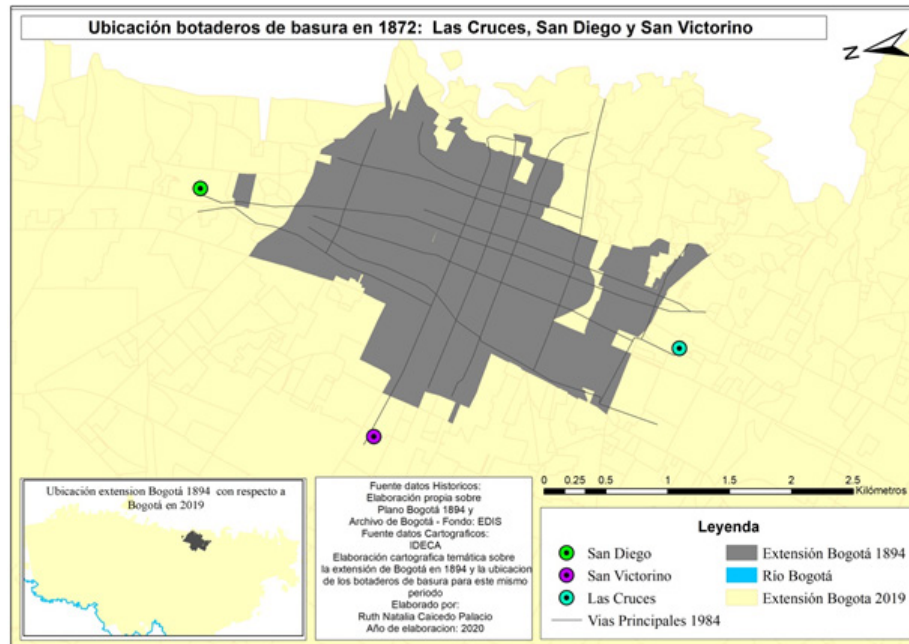 Ubicación botaderos de basura en 1872: Las Cruces, San Diego y San Victorino
N
Ubicación extension Bogotá 1894 con respecto a
Bogotá en 2019
Fuente datos Historicos:
Elaboración propia sobre
Plano Bogotá 1894 y
Archivo de Bogotá - Fondo: EDIS
Fuente datos Cartograficos:
IDECA
Elaboración cartografica temática sobre
la extensión de Bogotá en 1894 y la ubicacion
de los botaderos de basura para este mismo
periodo
Elaborado por:
Ruth Natalia Caicedo Palacio
Año de elaboracion: 2020
0 0.25 0.5 1 1.5 2 2.5
Kilómetros
Leyenda
San Diego
San Victorino
Las Cruces
Vias Principales 1984
Extensión Bogotá 1894
Río Bogotá
Extensión Bogota 2019